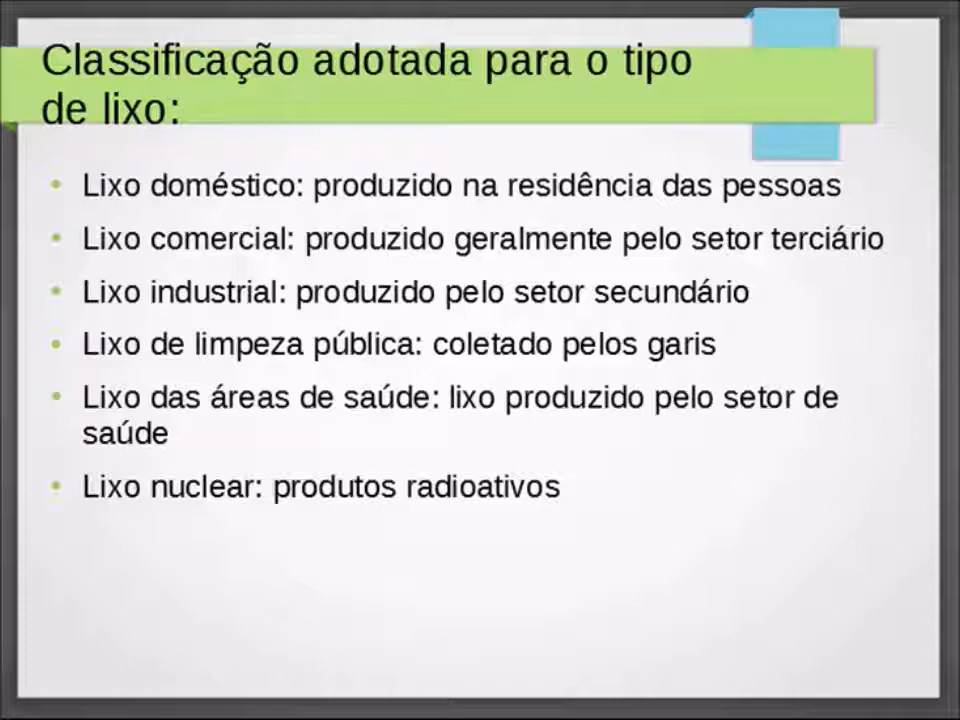 Classificação adotada para o tipo
de lixo:
• Lixo doméstico: produzido na residência das pessoas
• Lixo comercial: produzido geralmente pelo setor terciário
• Lixo industrial: produzido pelo setor secundário
• Lixo de limpeza pública: coletado pelos garis
• Lixo das áreas de saúde: lixo produzido pelo setor de
saúde
• Lixo nuclear: produtos radioativos